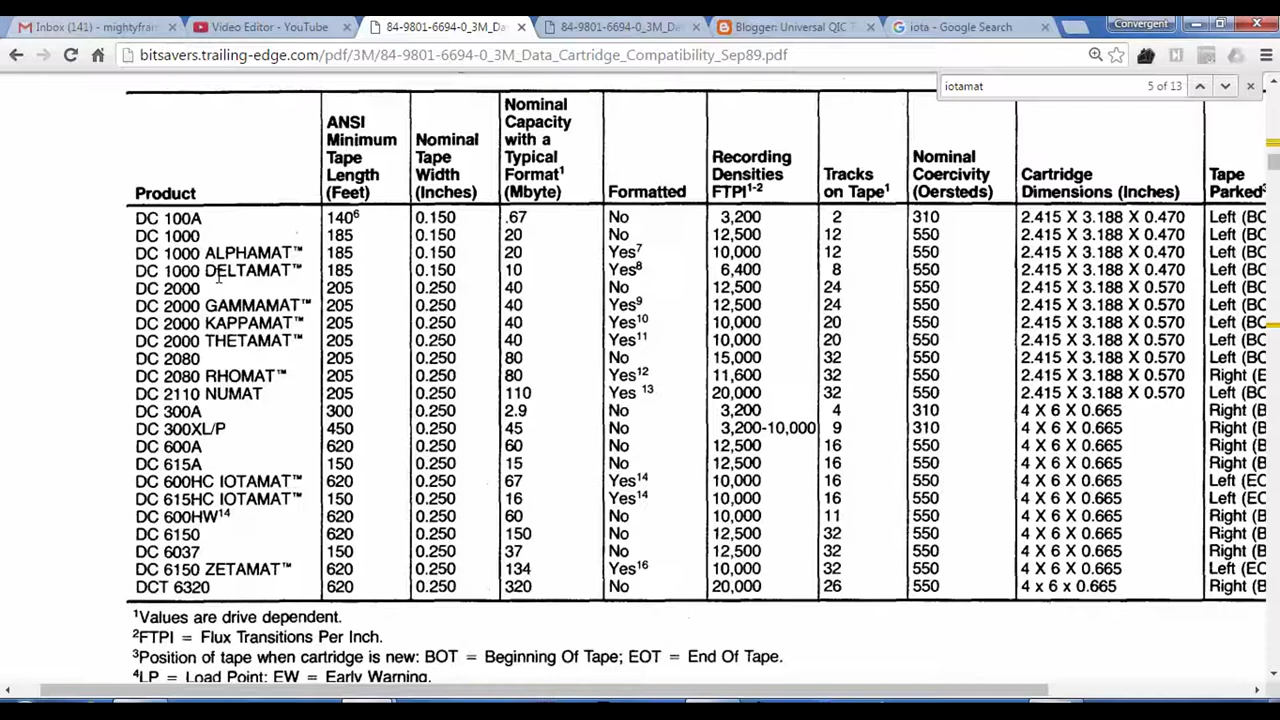 Inbox (141) - mightyfram
Video Editor - YouTube
84-9801-6694-0_3M_Da
84-9801-6694-0_3M_De
Blogger: Universal QIC T
iota - Google Search
Convergent
bitsavers.trailing-edge.com/pdf/3M/84-9801-6694-0_3M_Data_Cartridge_Compatibility_Sep89.pdf
iotamat 5 of 13
Product | ANSI Minimum Tape Length (Feet) | Nominal Tape Width (Inches) | Nominal Capacity with a Typical Format¹ (Mbyte) | Formatted | Recording Densities FTPI¹-² | Tracks on Tape¹ | Nominal Coercivity (Oersteds) | Cartridge Dimensions (Inches) | Tape Parked³
DC 100A 140⁶ 0.150 .67 No 3,200 2 310 2.415 X 3.188 X 0.470 Left (BO
DC 1000 185 0.150 20 No 12,500 12 550 2.415 X 3.188 X 0.470 Left (BO
DC 1000 ALPHAMAT™ 185 0.150 20 Yes⁷ 10,000 12 550 2.415 X 3.188 X 0.470 Left (BO
DC 1000 DELTAMAT™ 185 0.150 10 Yes⁸ 6,400 8 550 2.415 X 3.188 X 0.470 Left (BO
DC 2000 205 0.250 40 No 12,500 24 550 2.415 X 3.188 X 0.570 Left (BO
DC 2000 GAMMAMAT™ 205 0.250 40 Yes⁹ 12,500 24 550 2.415 X 3.188 X 0.570 Left (BO
DC 2000 KAPPAMAT™ 205 0.250 40 Yes¹⁰ 10,000 20 550 2.415 X 3.188 X 0.570 Left (BO
DC 2000 THETAMAT™ 205 0.250 40 Yes¹¹ 10,000 20 550 2.415 X 3.188 X 0.570 Left (BO
DC 2080 205 0.250 80 No 15,000 32 550 2.415 X 3.188 X 0.570 Left (BO
DC 2080 RHOMAT™ 205 0.250 80 Yes¹² 11,600 32 550 2.415 X 3.188 X 0.570 Right (E
DC 2110 NUMAT 205 0.250 110 Yes ¹³ 20,000 32 550 2.415 X 3.188 X 0.570 Left (BO
DC 300A 300 0.250 2.9 No 3,200 4 310 4 X 6 X 0.665 Right (B
DC 300XL/P 450 0.250 45 No 3,200-10,000 9 310 4 X 6 X 0.665 Right (B
DC 600A 620 0.250 60 No 12,500 16 550 4 X 6 X 0.665 Right (B
DC 615A 150 0.250 15 No 12,500 16 550 4 X 6 X 0.665 Right (B
DC 600HC IOTAMAT™ 620 0.250 67 Yes¹⁴ 10,000 16 550 4 X 6 X 0.665 Left (EO
DC 615HC IOTAMAT™ 150 0.250 16 Yes¹⁴ 10,000 16 550 4 X 6 X 0.665 Left (EO
DC 600HW¹⁴ 620 0.250 60 No 10,000 11 550 4 X 6 X 0.665 Right (B
DC 6150 620 0.250 150 No 12,500 32 550 4 X 6 X 0.665 Right (B
DC 6037 150 0.250 37 No 12,500 32 550 4 X 6 X 0.665 Right (B
DC 6150 ZETAMAT™ 620 0.250 134 Yes¹⁶ 10,000 32 550 4 X 6 X 0.665 Left (EO
DCT 6320 620 0.250 320 No 20,000 26 550 4 x 6 x 0.665 Right (B
¹Values are drive dependent.
²FTPI = Flux Transitions Per Inch.
³Position of tape when cartridge is new: BOT = Beginning Of Tape; EOT = End Of Tape.
⁴LP = Load Point; EW = Early Warning.